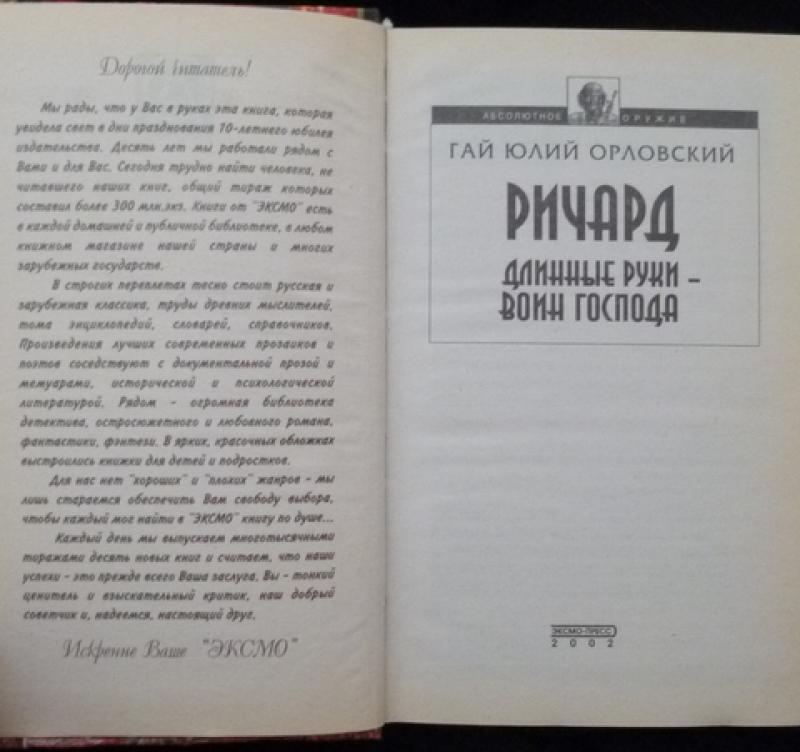 Дорогой читатель!
Мы рады, что у Вас в руках эта книга, которая
увидела свет в дни празднования 10-летнего юбилея
издательства. Десять лет мы работали рядом с
Вами и для Вас. Сегодня трудно найти человека, не
читавшего наших книг, общий тираж которых
составил более 300 млн.экз. Книги от "ЭКСМО" есть
в каждой домашней и публичной библиотеке, в любом
книжном магазине нашей страны и многих
зарубежных государств.
В строгих переплетах тесно стоит русская и
зарубежная классика, труды древних мыслителей,
тома энциклопедий, словарей, справочников.
Произведения лучших современных прозаиков и
поэтов соседствуют с документальной прозой и
мемуарами, исторической и психологической
литературой. Рядом - огромная библиотека
детектива, остросюжетного и любовного романа,
фантастики, фэнтези. В ярких, красочных обложках
выстроились книжки для детей и подростков.
Для нас нет "хороших" и "плохих" жанров - мы
лишь стараемся обеспечить Вам свободу выбора,
чтобы каждый мог найти в "ЭКСМО" книгу по душе...
Каждый день мы выпускаем многотысячными
тиражами десять новых книг и считаем, что наши
успехи - это прежде всего Ваша заслуга. Вы - тонкий
ценитель и взыскательный критик, наш добрый
советчик и, надеемся, настоящий друг.
Искренне Ваше "ЭКСМО"
АБСОЛЮТНОЕ ОРУЖИЕ
ГАЙ ЮЛИЙ ОРЛОВСКИЙ
РИЧАРД
ДЛИННЫЕ РУКИ –
ВОИН ГОСПОДА
ЭКСМО-ПРЕСС
2002